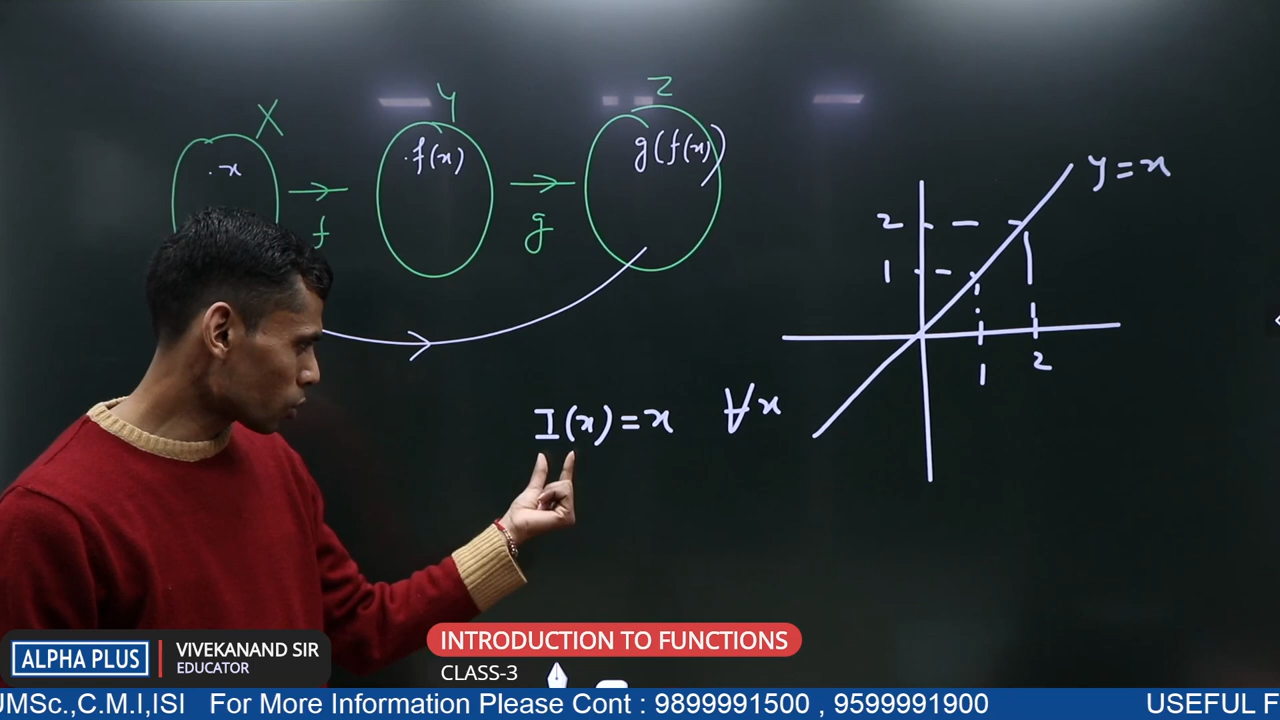 X
Y
Z
.x
.f(x)
g(f(x))
f
g
y=x
2
1
1
2
I(x)=x ∀x
ALPHA PLUS
VIVEKANAND SIR
EDUCATOR
INTRODUCTION TO FUNCTIONS
CLASS-3
UMSc.,C.M.I,ISI For More Information Please Cont : 9899991500 , 9599991900 USEFUL F